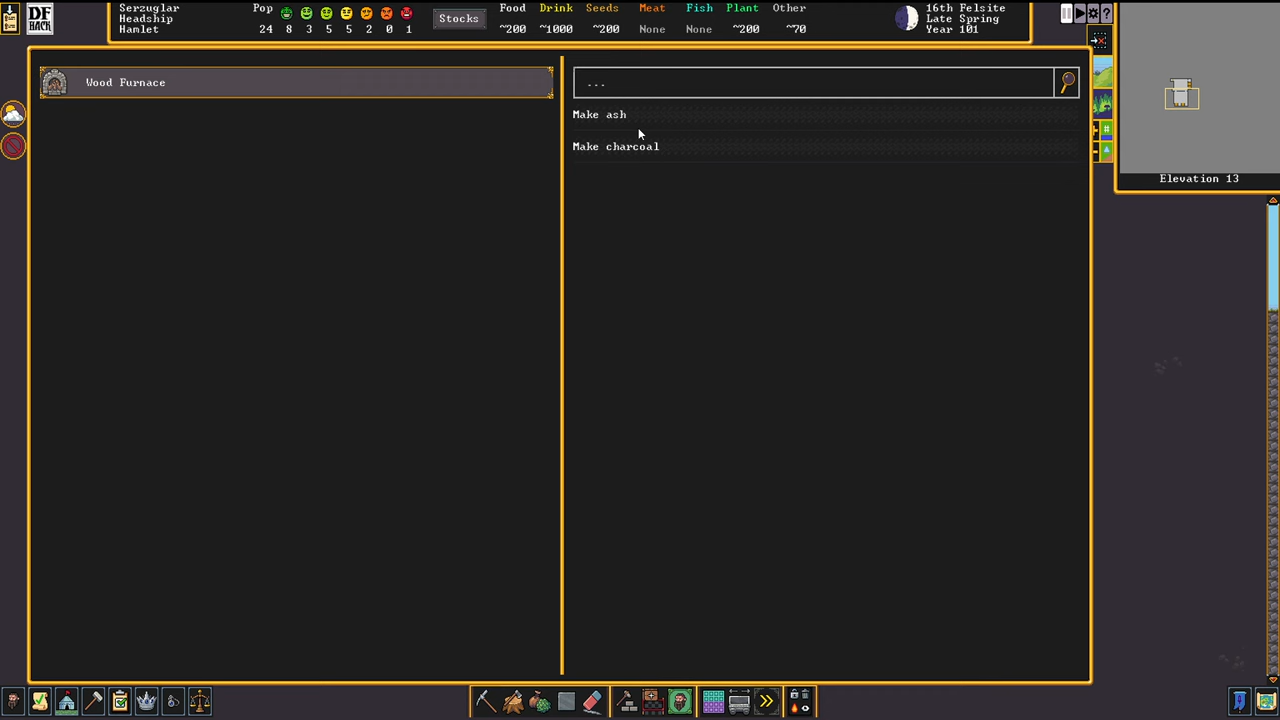 DF HACK
Serzuglar Headship Hamlet
Pop
24 8 3 5 5 2 0 1
Stocks
Food Drink Seeds Meat Fish Plant Other
~200 ~1000 ~200 None None ~200 ~70
16th Felsite
Late Spring
Year 101
?
Wood Furnace
...
Make ash
Make charcoal
Elevation 13